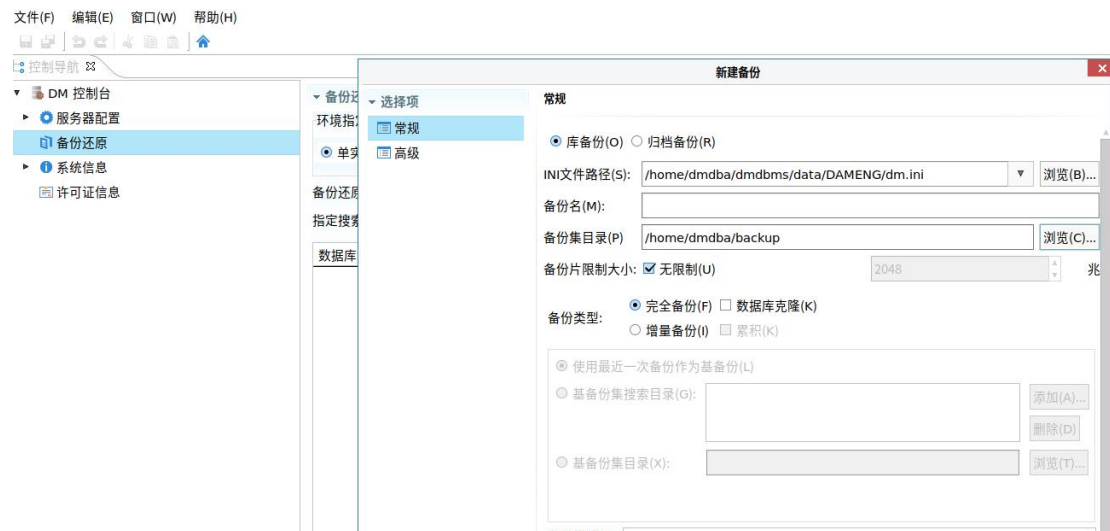 文件(F) 编辑(E) 窗口(W) 帮助(H)
控制导航
DM 控制台
服务器配置
备份还原
系统信息
许可证信息
备份还
环境指
单实
备份还原
指定搜索
数据库
新建备份
选择项
常规
高级
常规
库备份(O) 归档备份(R)
INI文件路径(S): /home/dmdba/dmdbms/data/DAMENG/dm.ini 浏览(B)...
备份名(M):
备份集目录(P) /home/dmdba/backup 浏览(C)...
备份片限制大小: 无限制(U) 2048 兆
备份类型: 完全备份(F) 数据库克隆(K)
增量备份(I) 累积(K)
使用最近一次备份作为基备份(L)
基备份集搜索目录(G): 添加(A)...
删除(D)
基备份集目录(X): 浏览(T)...